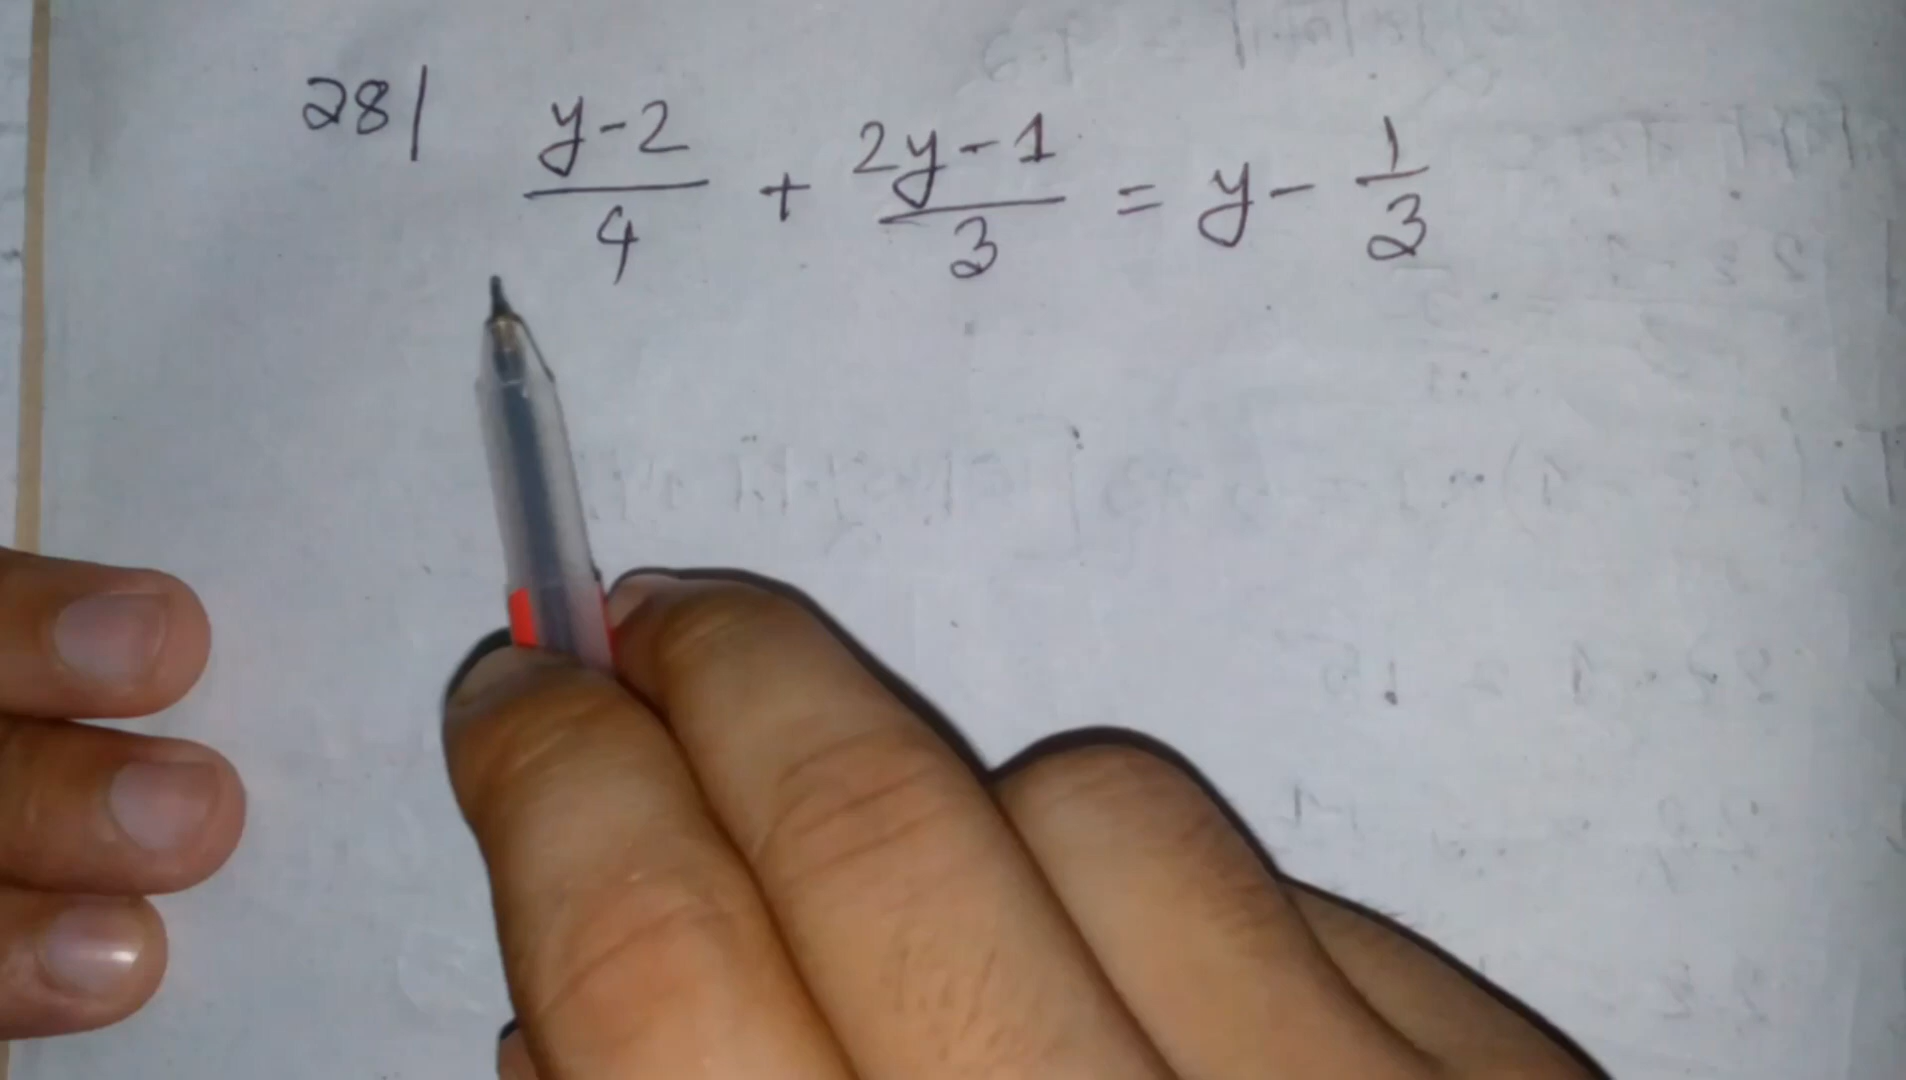 28| y-2/4 + 2y-1/3 = y - 1/3